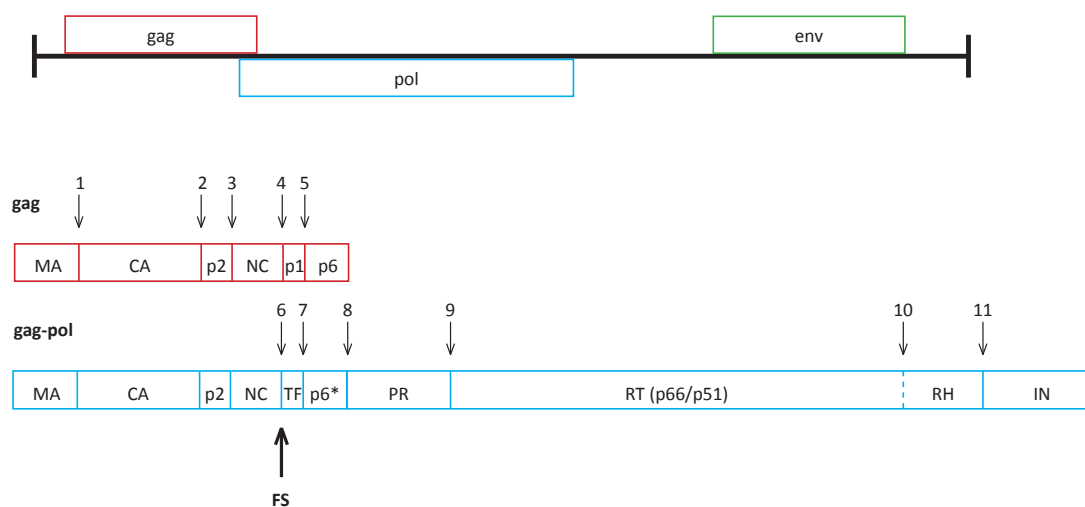 gag env
pol
1 2 3 4 5
gag
MA CA p2 NC p1 p6
6 7 8 9 10 11
gag-pol
MA CA p2 NC TF p6* PR RT (p66/p51) RH IN
FS